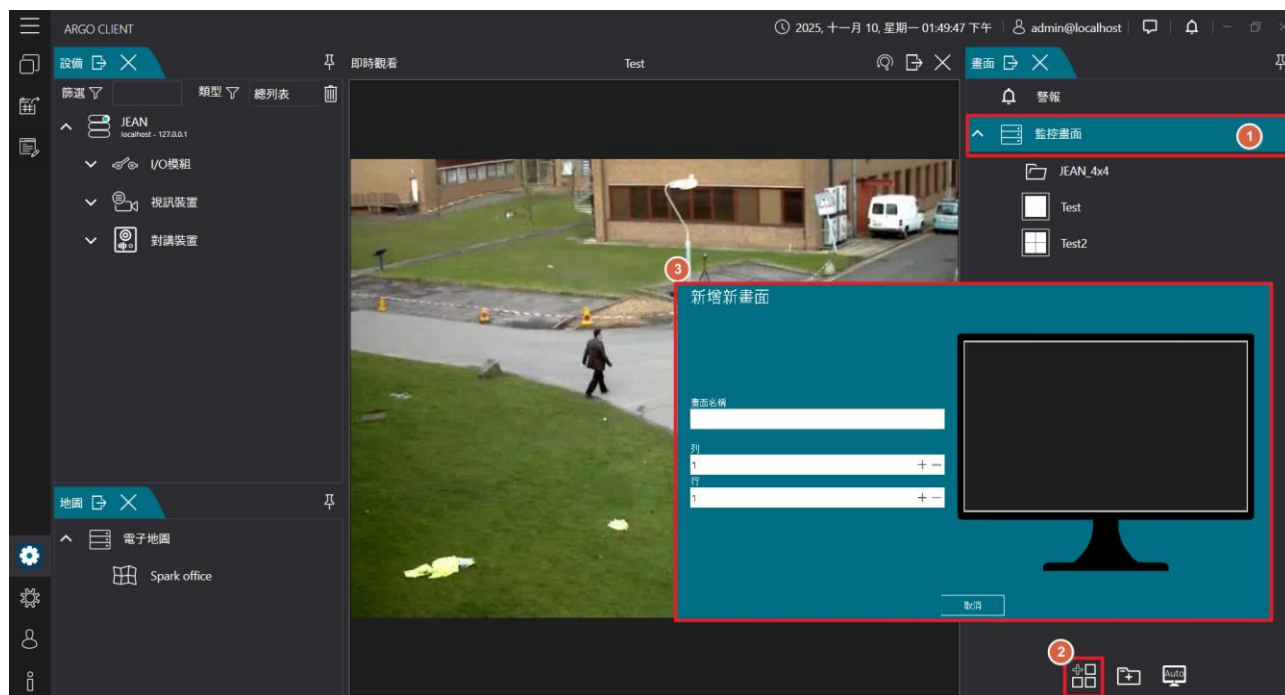 ARGO CLIENT
2025, 十一月 10, 星期一 01:49:47 下午
admin@localhost
設備
即時觀看
Test
畫面
篩選
類型
總列表
警報
JEAN
localhost - 127.0.0.1
監控畫面
1
I/O模組
JEAN_4x4
視訊裝置
Test
對講裝置
Test2
3
新增新畫面
畫面名稱
列
1
行
1
取消
地圖
電子地圖
Spark office
2
Auto